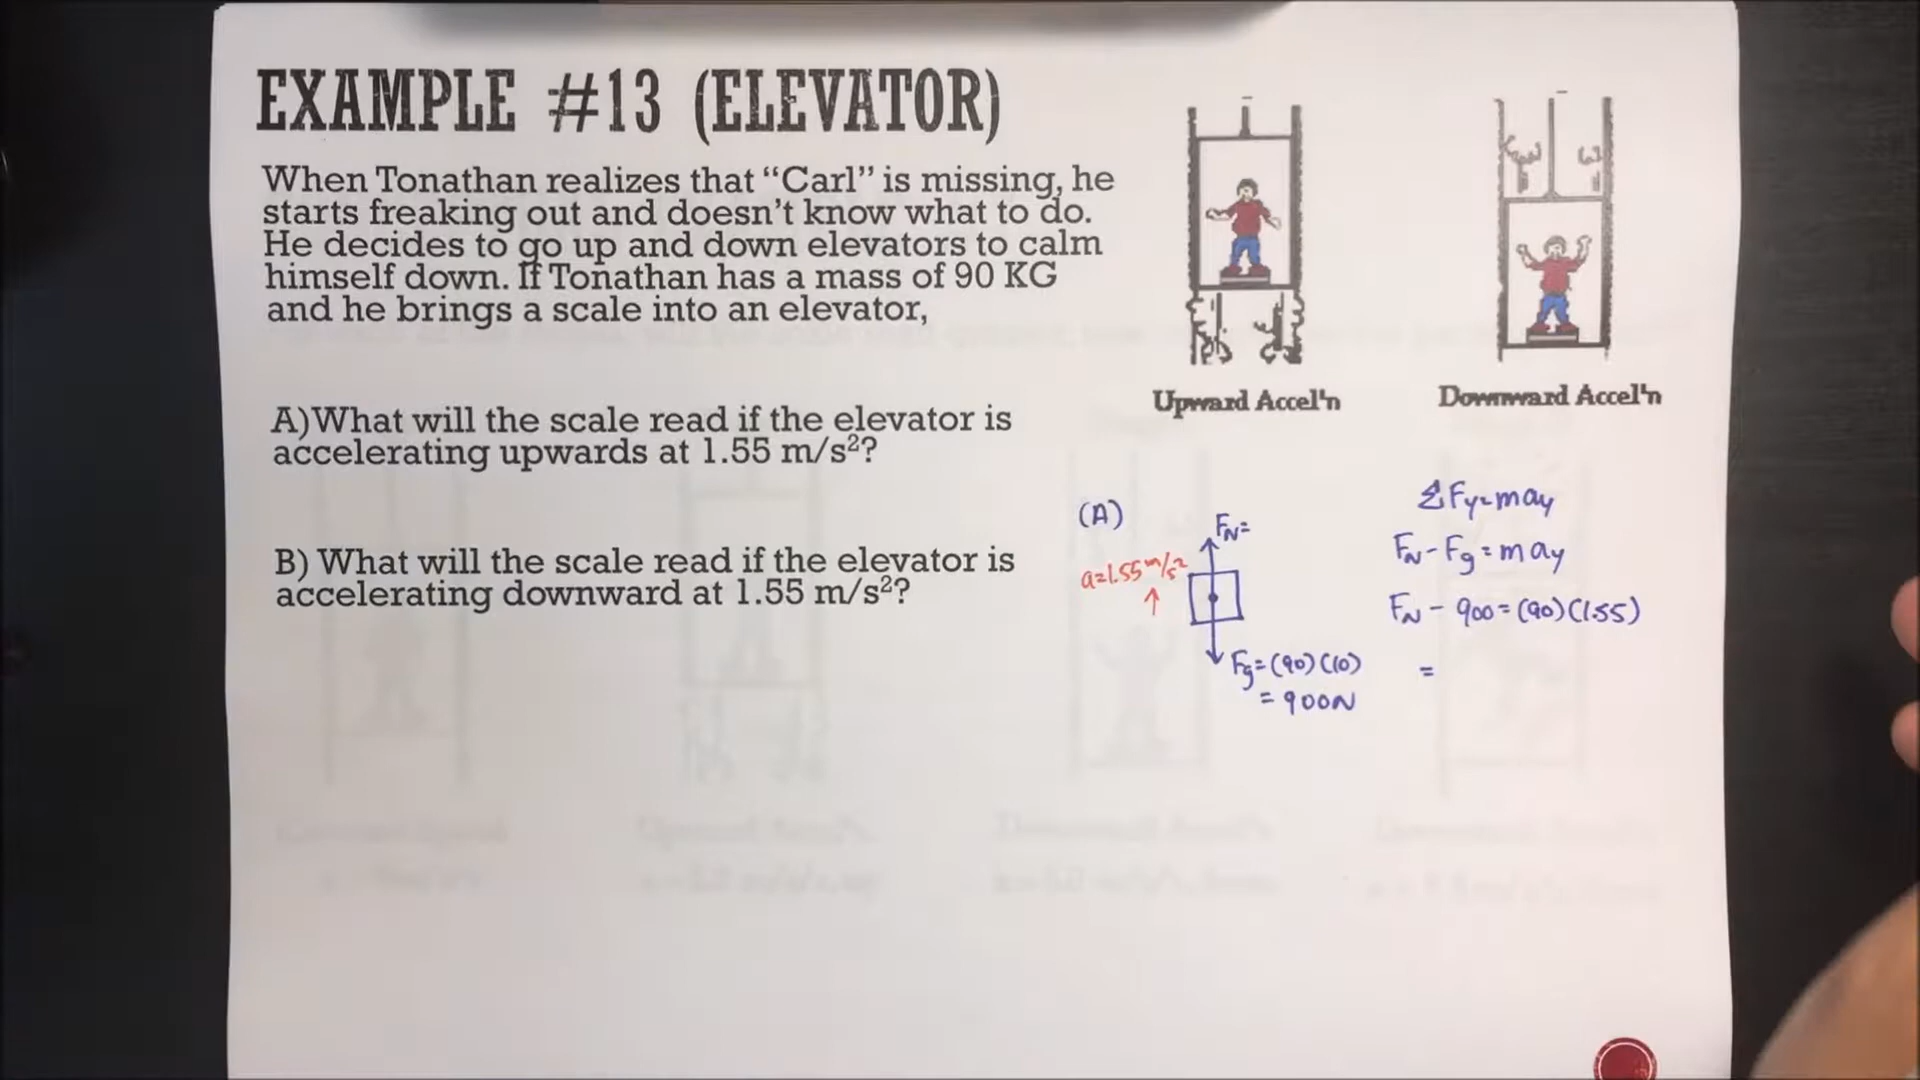 EXAMPLE #13 (ELEVATOR)
When Tonathan realizes that “Carl” is missing, he
starts freaking out and doesn’t know what to do.
He decides to go up and down elevators to calm
himself down. If Tonathan has a mass of 90 KG
and he brings a scale into an elevator,
Upward Accel'n
Downward Accel'n
A)What will the scale read if the elevator is
accelerating upwards at 1.55 m/s²?
B) What will the scale read if the elevator is
accelerating downward at 1.55 m/s²?
(A)
FN=
a=1.55 m/s²
Fg=(90)(10)
= 900N
ΣFy=may
FN-Fg=may
FN - 900=(90)(1.55)
=